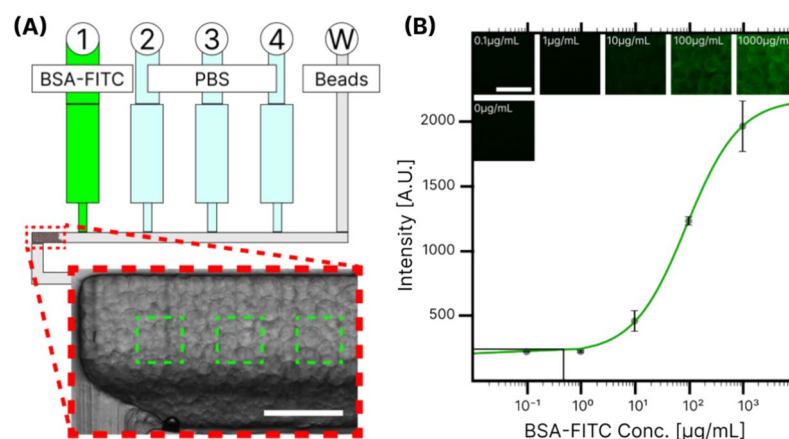 (A)
1 2 3 4 W
BSA-FITC PBS Beads
(B)
0.1µg/mL 1µg/mL 10µg/mL 100µg/mL 1000µg/mL
0µg/mL
2000
1500
1000
500
Intensity [A.U.]
10⁻¹ 10⁰ 10¹ 10² 10³
BSA-FITC Conc. [µg/mL]